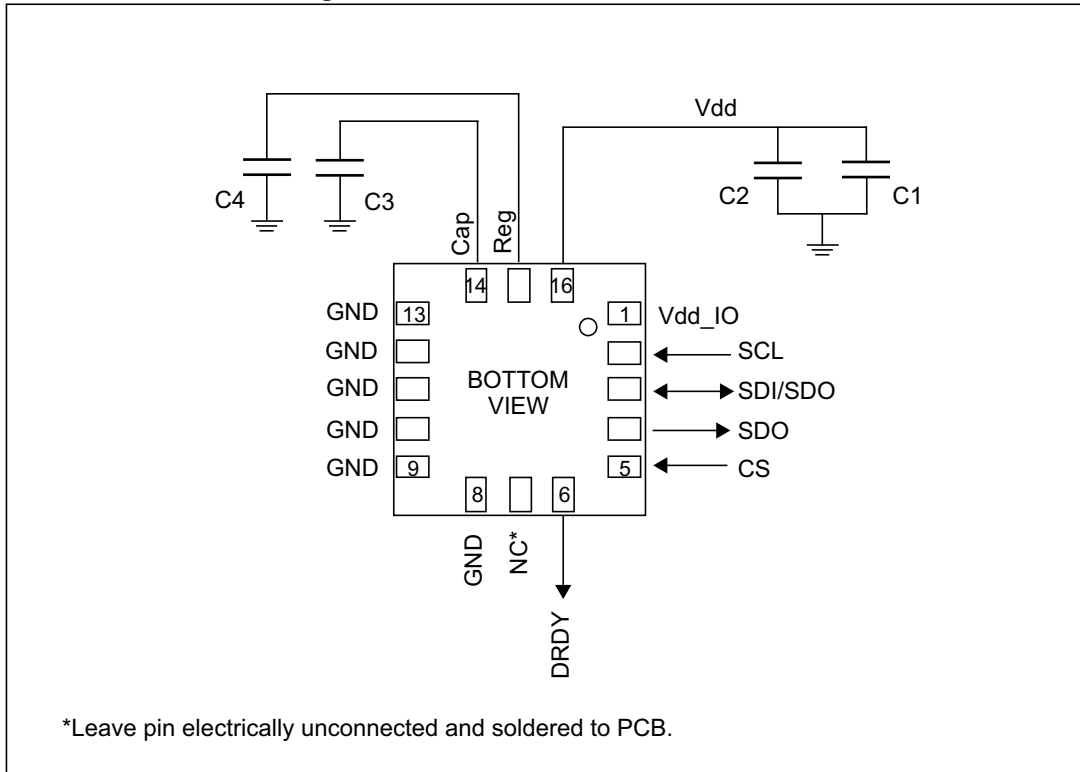 Vdd
C4
C3
C2
C1
Cap
Reg
14
16
GND
13
1
Vdd_IO
GND
SCL
GND
BOTTOM
VIEW
SDI/SDO
GND
SDO
GND
9
5
CS
8
6
GND
NC*
DRDY
*Leave pin electrically unconnected and soldered to PCB.